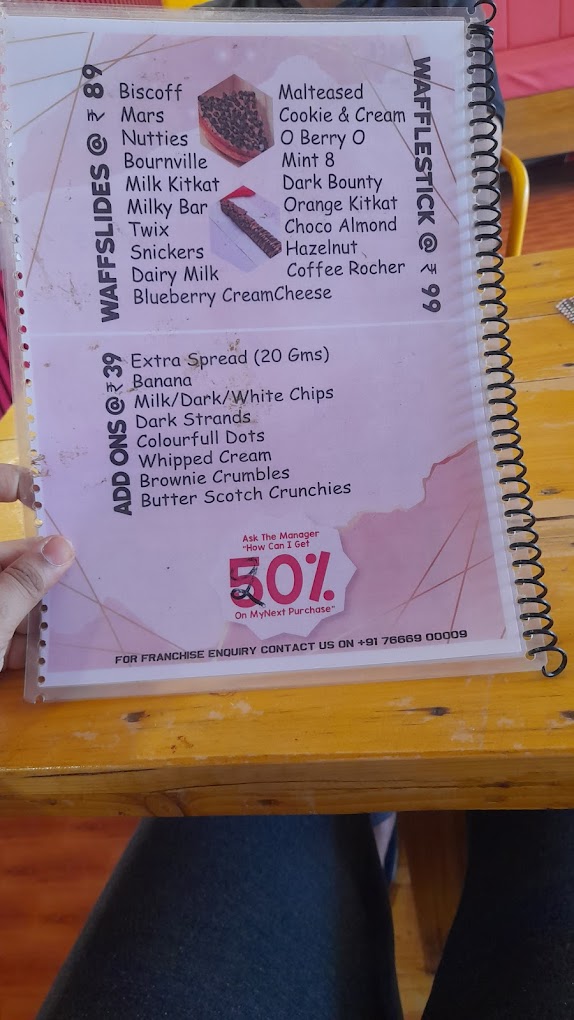 WAFFSLIDES @ ₹ 89
Biscoff
Mars
Nutties
Bournville
Milk Kitkat
Milky Bar
Twix
Snickers
Dairy Milk
Blueberry CreamCheese
Malteased
Cookie & Cream
O Berry O
Mint 8
Dark Bounty
Orange Kitkat
Choco Almond
Hazelnut
Coffee Rocher
WAFFLESTICK @ ₹ 99
ADD ONS @ ₹ 39
Extra Spread (20 Gms)
Banana
Milk/Dark/White Chips
Dark Strands
Colourfull Dots
Whipped Cream
Brownie Crumbles
Butter Scotch Crunchies
Ask The Manager
"How Can I Get
50%
On MyNext Purchase"
FOR FRANCHISE ENQUIRY CONTACT US ON +91 76669 00009